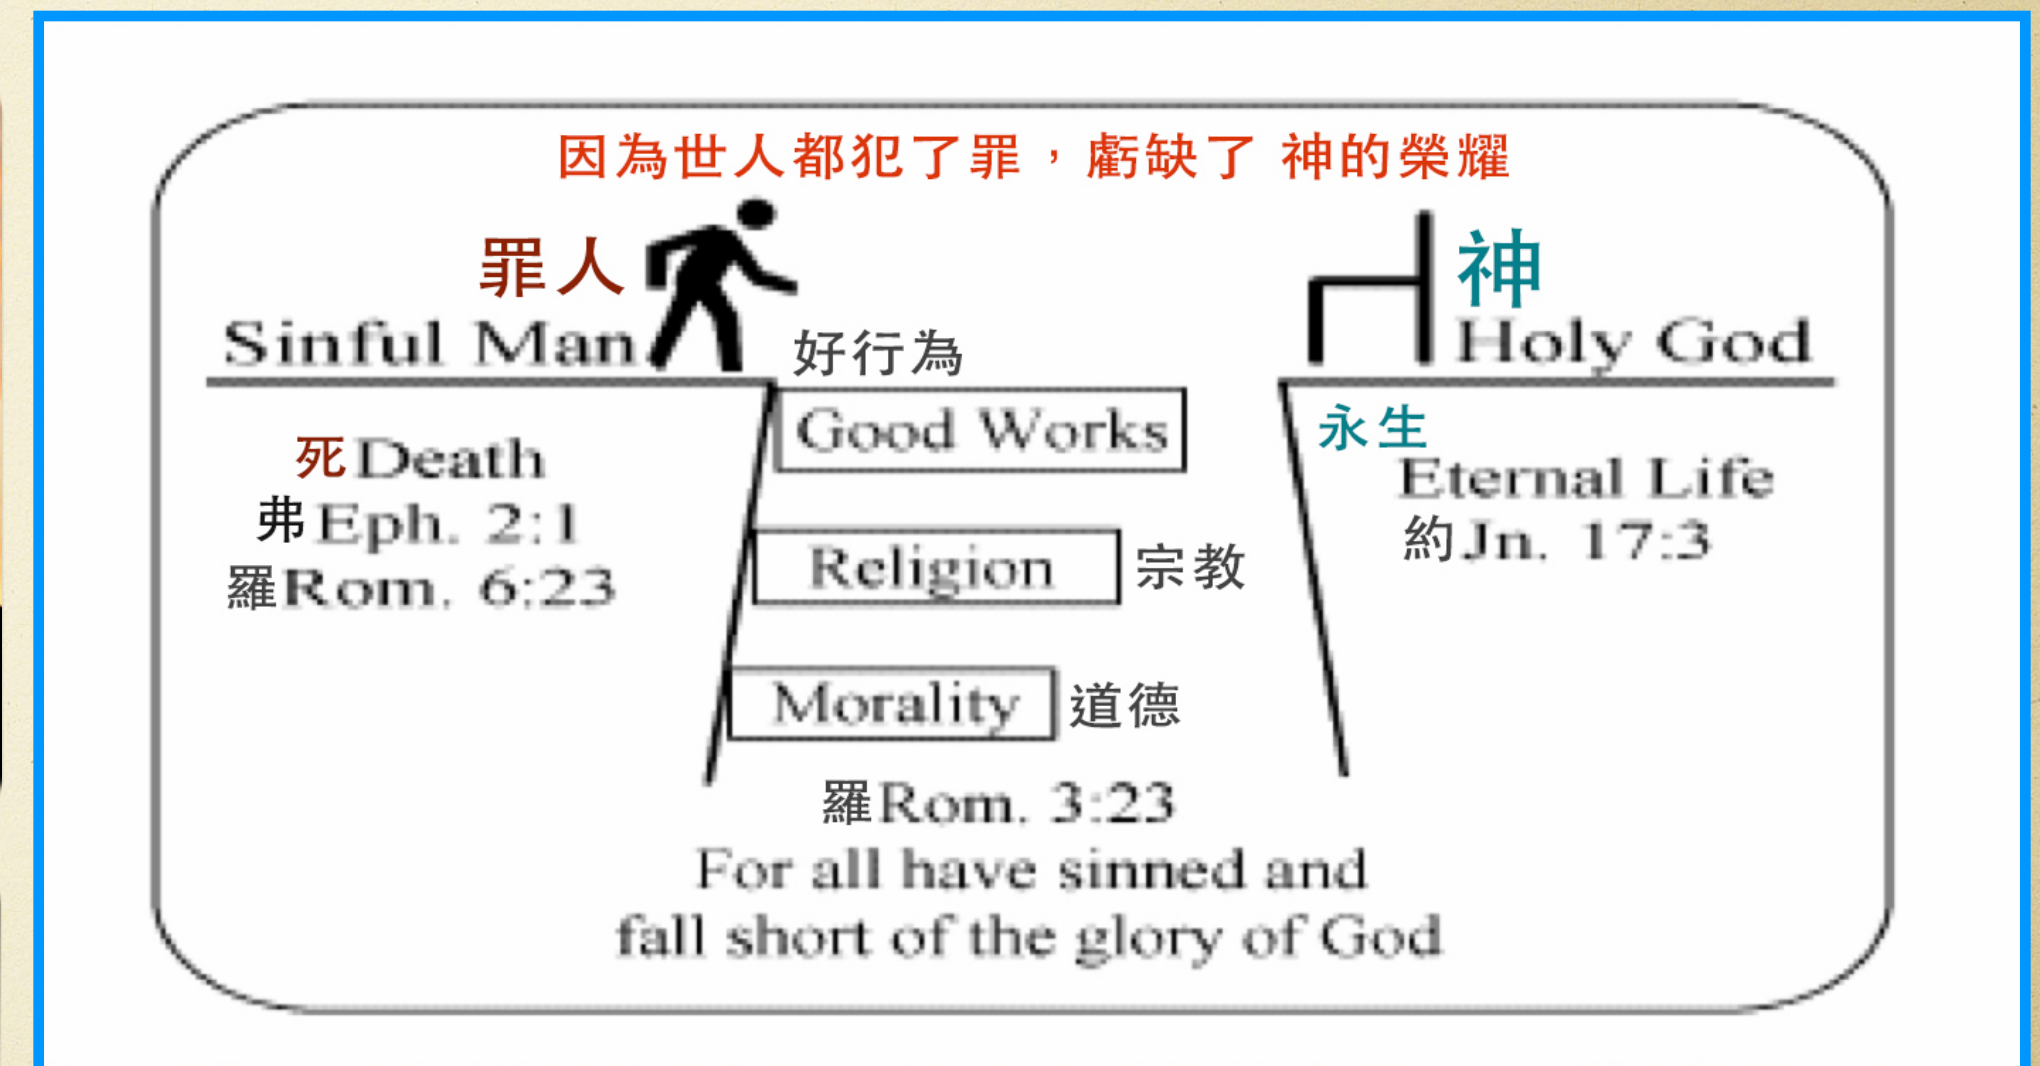 因為世人都犯了罪，虧缺了 神的榮耀
罪人
Sinful Man
神
Holy God
好行為
Good Works
死Death
弗Eph. 2:1
羅Rom. 6:23
永生
Eternal Life
約Jn. 17:3
Religion 宗教
Morality 道德
羅Rom. 3:23
For all have sinned and
fall short of the glory of God